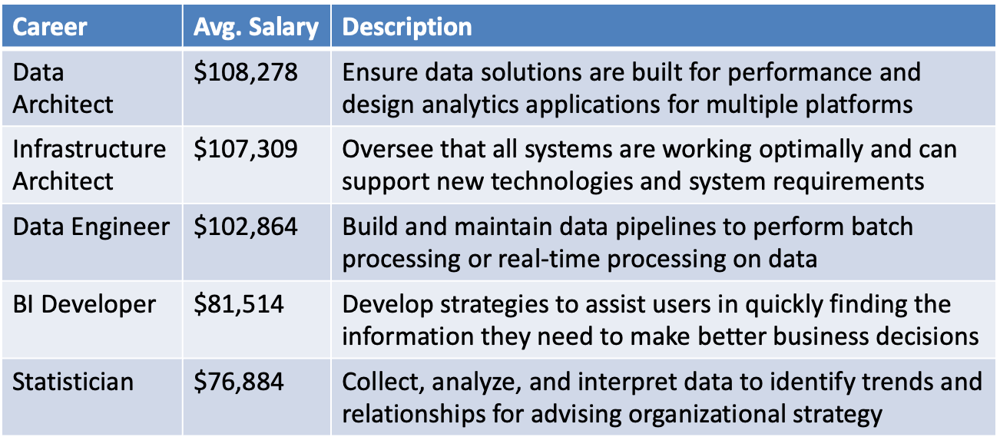 Career Avg. Salary Description
Data Architect $108,278 Ensure data solutions are built for performance and
design analytics applications for multiple platforms
Infrastructure Architect $107,309 Oversee that all systems are working optimally and can
support new technologies and system requirements
Data Engineer $102,864 Build and maintain data pipelines to perform batch
processing or real-time processing on data
BI Developer $81,514 Develop strategies to assist users in quickly finding the
information they need to make better business decisions
Statistician $76,884 Collect, analyze, and interpret data to identify trends and
relationships for advising organizational strategy